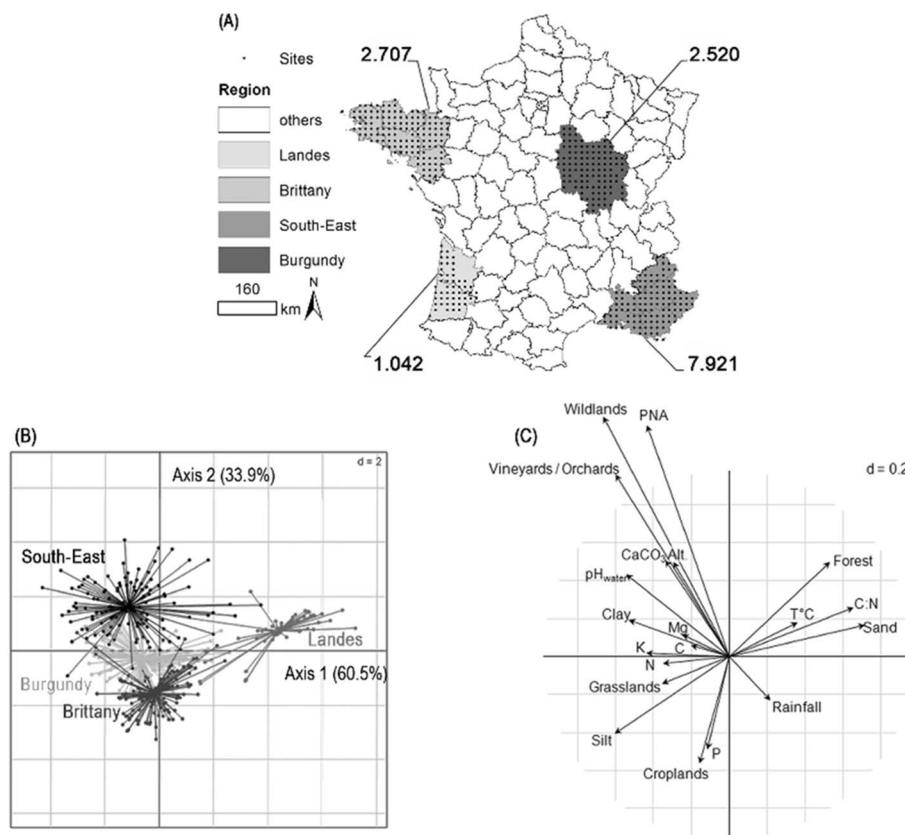 (A)
2.707
2.520
Sites
Region
others
Landes
Brittany
South-East
Burgundy
160
km
N
1.042
7.921
(B)
Axis 2 (33.9%)
d = 2
South-East
Landes
Axis 1 (60.5%)
Burgundy
Brittany
(C)
Wildlands
PNA
Vineyards / Orchards
d = 0.2
CaCO3 Alt.
pHwater
Forest
Clay
Mg
T°C
C:N
Sand
K
C
N
Grasslands
Rainfall
Silt
P
Croplands